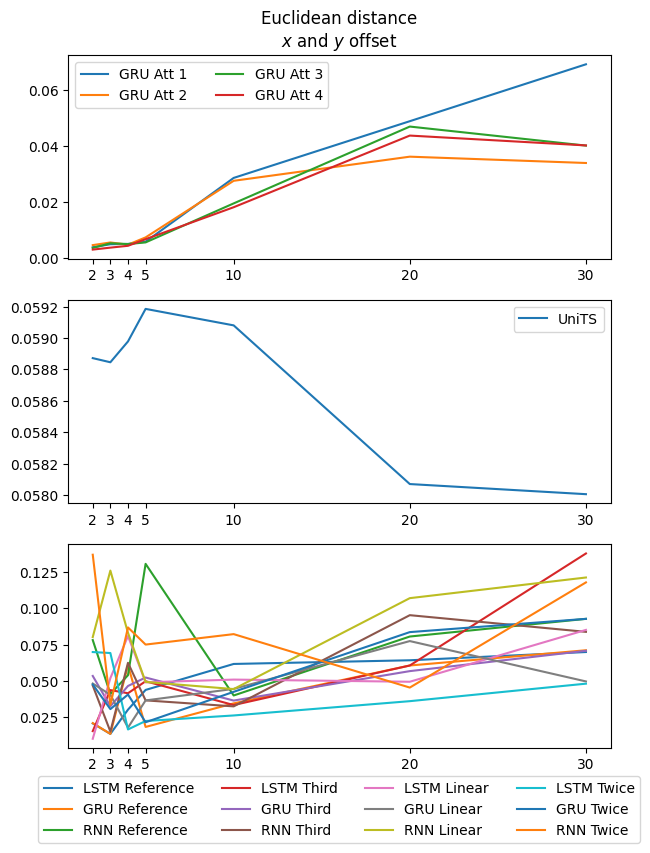 Euclidean distance
x and y offset
GRU Att 1 GRU Att 3
GRU Att 2 GRU Att 4
0.06
0.04
0.02
0.00
2 3 4 5 10 20 30
UniTS
0.0592
0.0590
0.0588
0.0586
0.0584
0.0582
0.0580
2 3 4 5 10 20 30
0.125
0.100
0.075
0.050
0.025
2 3 4 5 10 20 30
LSTM Reference LSTM Third LSTM Linear LSTM Twice
GRU Reference GRU Third GRU Linear GRU Twice
RNN Reference RNN Third RNN Linear RNN Twice